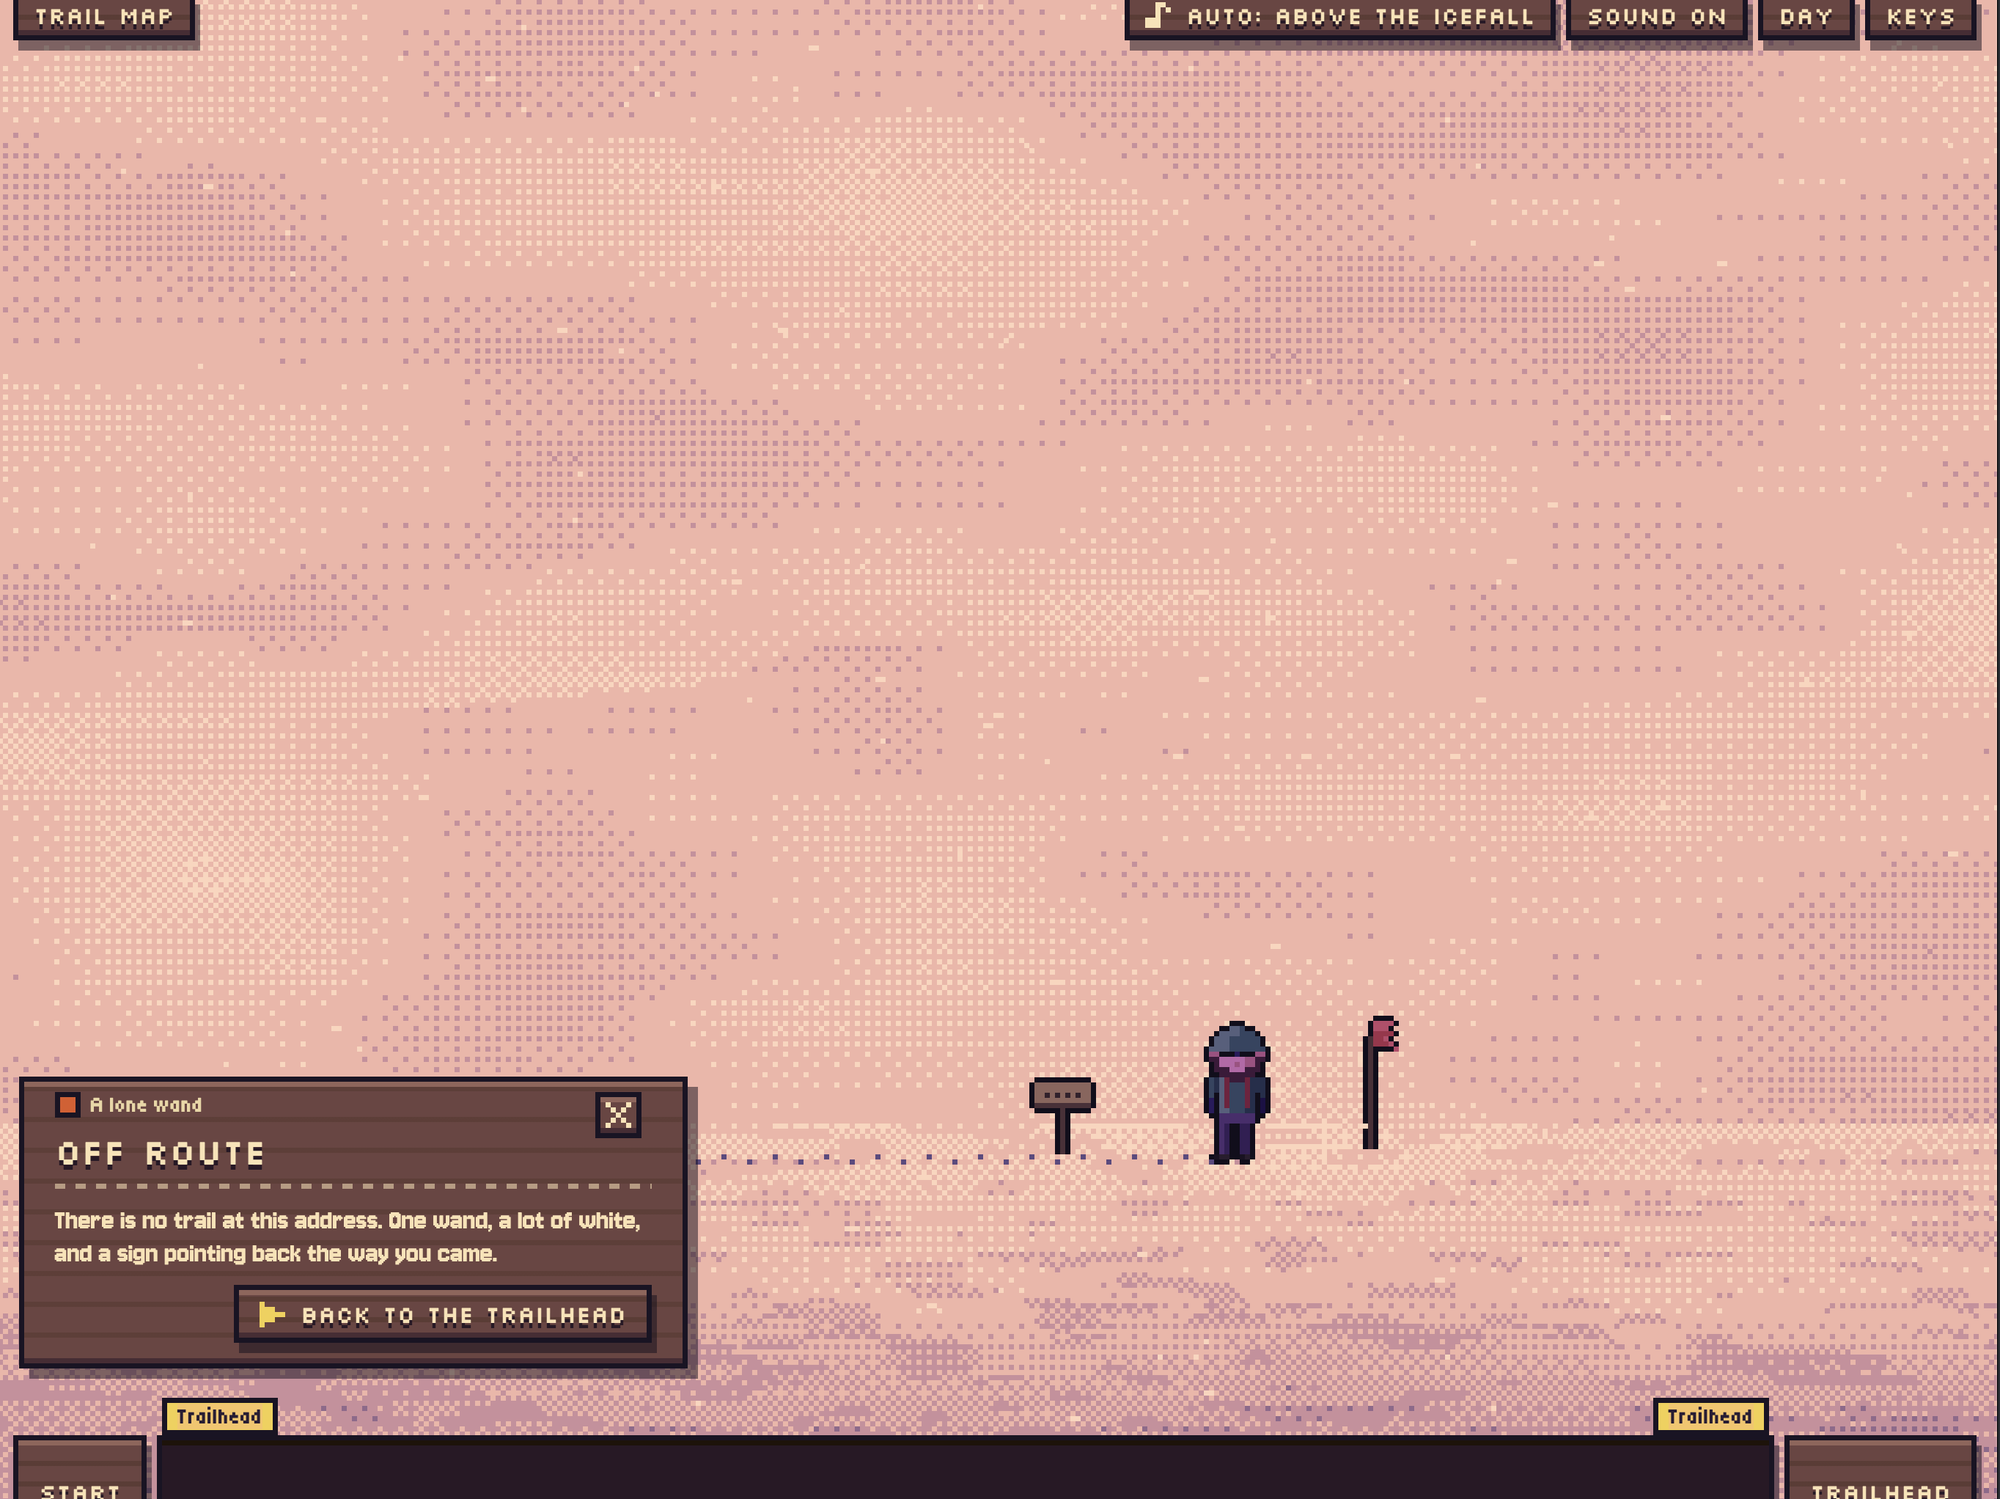 TRAIL MAP
AUTO: ABOVE THE ICEFALL
SOUND ON
DAY
KEYS
A lone wand
OFF ROUTE
There is no trail at this address. One wand, a lot of white,
and a sign pointing back the way you came.
BACK TO THE TRAILHEAD
Trailhead
Trailhead
START
TRAILHEAD